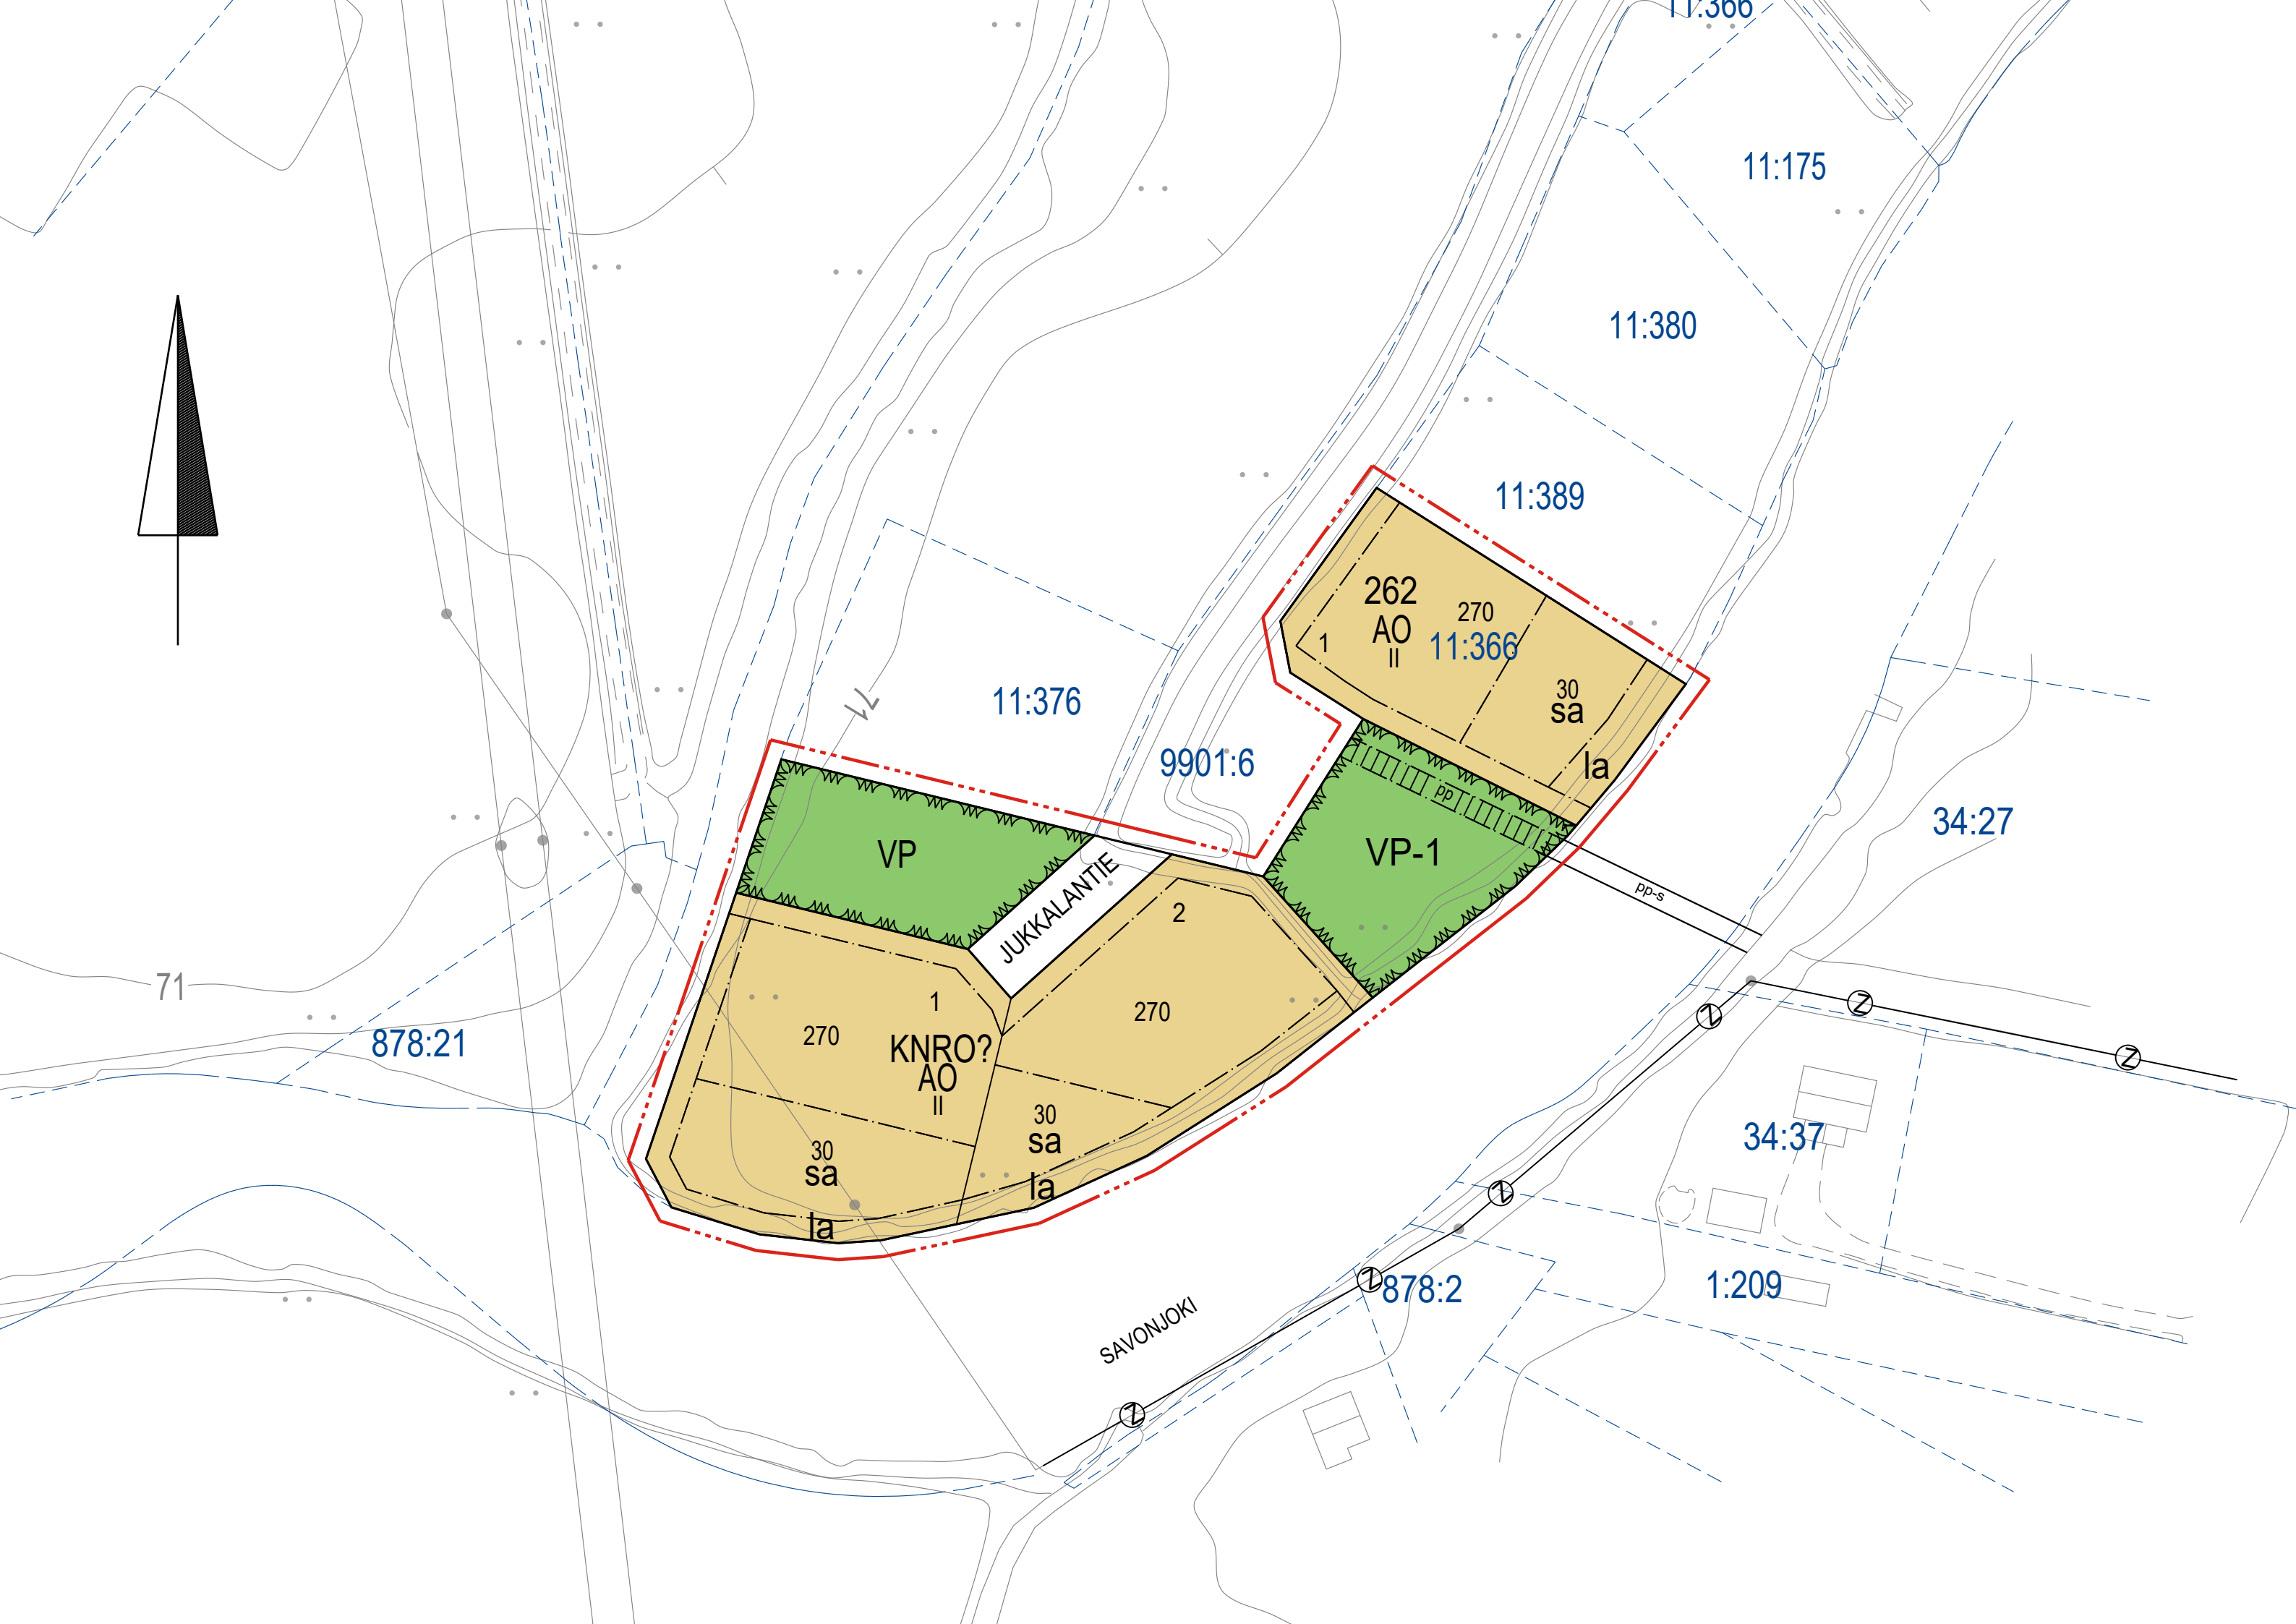 11:366
11:175
11:380
11:389
262
270
AO
1
11:366
II
30
sa
la
11:376
71
9901:6
pp
VP-1
VP
JUKKALANTIE
34:27
pp-s
2
71
1
270
270
878:21
KNRO?
AO
II
30
sa
30
sa
la
la
34:37
878:2
1:209
SAVONJOKI
Z
Z
Z
Z
Z
Z